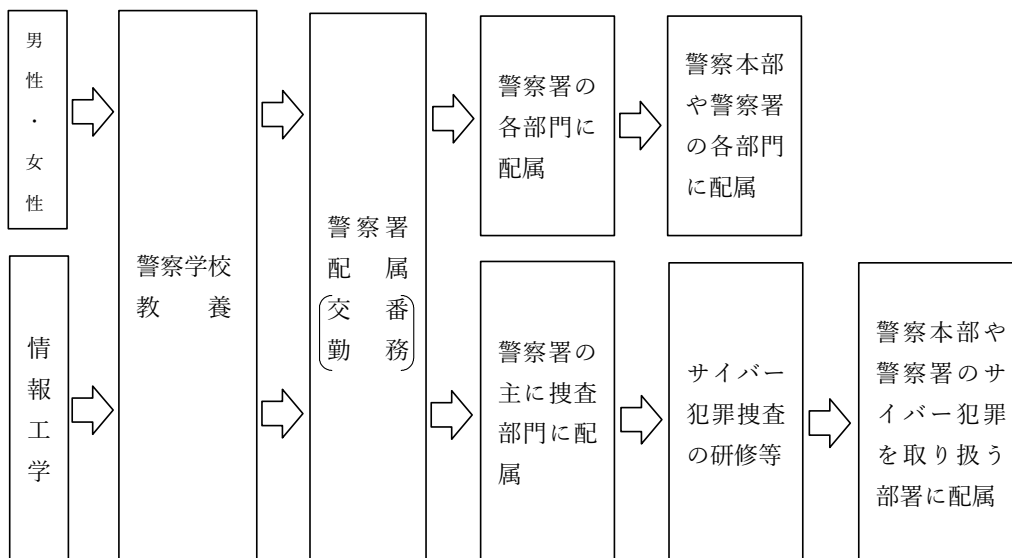 男性・女性
警察学校
教養
警察署
配属
(交番
勤務)
警察署の
各部門に
配属
警察本部
や警察署
の各部門
に配属
情報工学
警察署の
主に捜査
部門に配
属
サイバー
犯罪捜査
の研修等
警察本部や
警察署のサ
イバー犯罪
を取り扱う
部署に配属